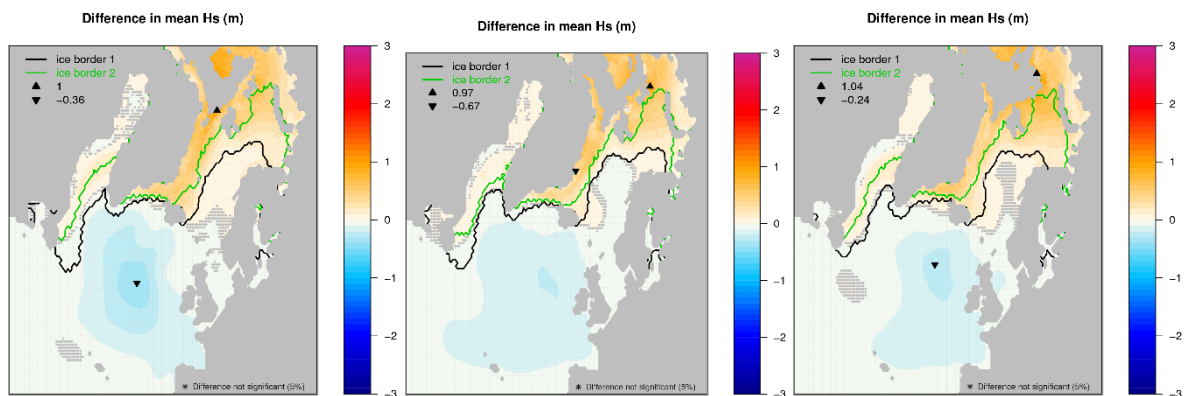 Difference in mean Hs (m)
ice border 1
ice border 2
1
−0.36
✳ Difference not significant (5%)
3
2
1
0
−1
−2
−3
Difference in mean Hs (m)
ice border 1
ice border 2
0.97
−0.67
✳ Difference not significant (5%)
3
2
1
0
−1
−2
−3
Difference in mean Hs (m)
ice border 1
ice border 2
1.04
−0.24
✳ Difference not significant (5%)
3
2
1
0
−1
−2
−3